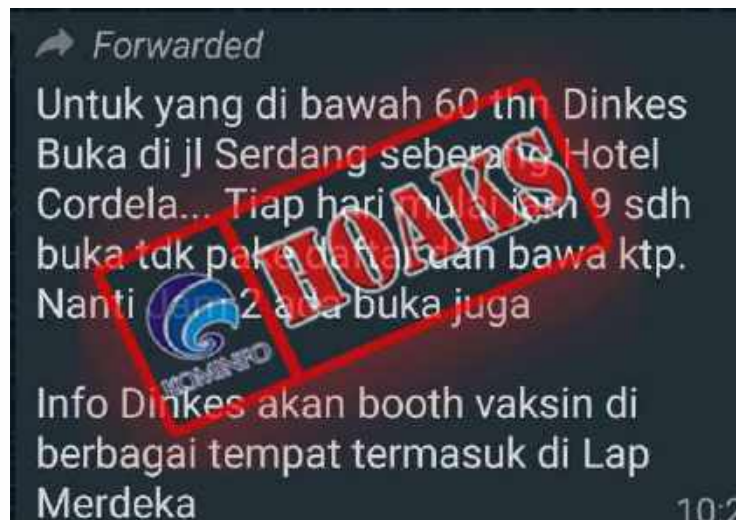 Forwarded
Untuk yang di bawah 60 thn Dinkes
Buka di jl Serdang seberang Hotel
Cordela... Tiap hari mulai jam 9 sdh
buka tdk pake daftar dan bawa ktp.
Nanti Jam 2 ada buka juga
HOAKS
KOMINFO
Info Dinkes akan booth vaksin di
berbagai tempat termasuk di Lap
Merdeka